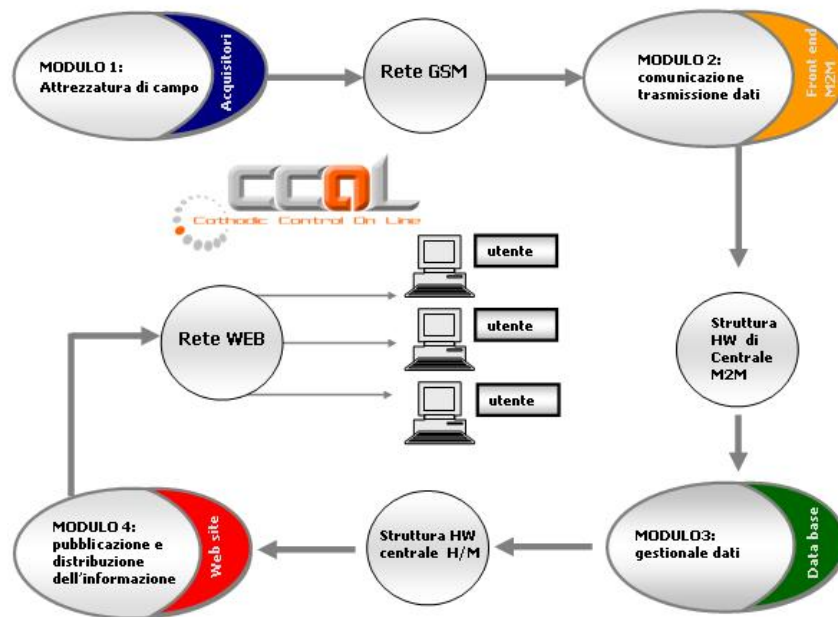 MODULO 1:
Attrezzatura di campo
Acquisitori
Rete GSM
MODULO 2:
comunicazione
trasmissione dati
Front end
M2M
CCOL
Cathodic Control On Line
utente
utente
utente
Rete WEB
Struttura
HW di
Centrale
M2M
MODULO 4:
pubblicazione e
distribuzione
dell'informazione
Web site
Struttura HW
centrale H/M
MODULO3:
gestionale dati
Data base